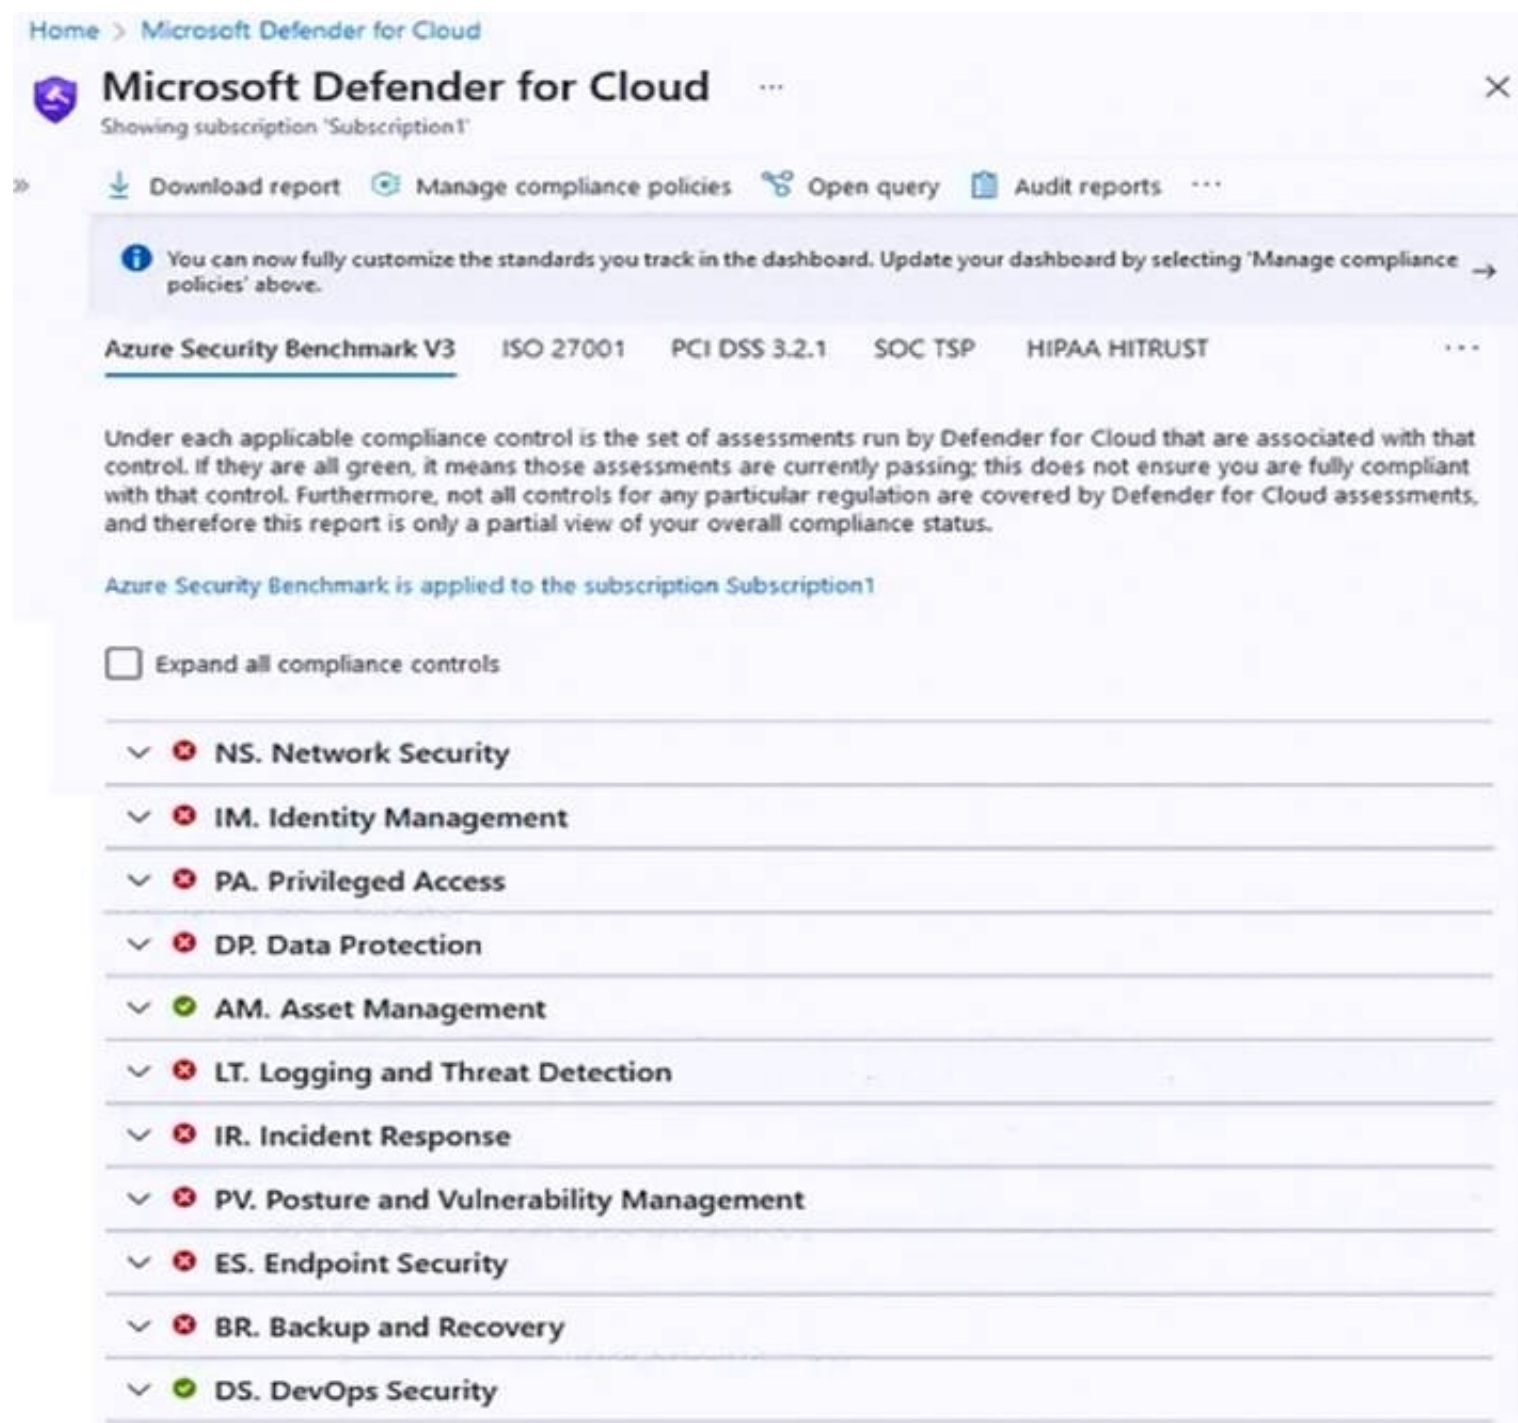 Home > Microsoft Defender for Cloud
Microsoft Defender for Cloud ...
Showing subscription 'Subscription1'
Download report Manage compliance policies Open query Audit reports ...
You can now fully customize the standards you track in the dashboard. Update your dashboard by selecting 'Manage compliance
policies' above.
Azure Security Benchmark V3 ISO 27001 PCI DSS 3.2.1 SOC TSP HIPAA HITRUST ...
Under each applicable compliance control is the set of assessments run by Defender for Cloud that are associated with that
control. If they are all green, it means those assessments are currently passing; this does not ensure you are fully compliant
with that control. Furthermore, not all controls for any particular regulation are covered by Defender for Cloud assessments,
and therefore this report is only a partial view of your overall compliance status.
Azure Security Benchmark is applied to the subscription Subscription1
Expand all compliance controls
NS. Network Security
IM. Identity Management
PA. Privileged Access
DP. Data Protection
AM. Asset Management
LT. Logging and Threat Detection
IR. Incident Response
PV. Posture and Vulnerability Management
ES. Endpoint Security
BR. Backup and Recovery
DS. DevOps Security